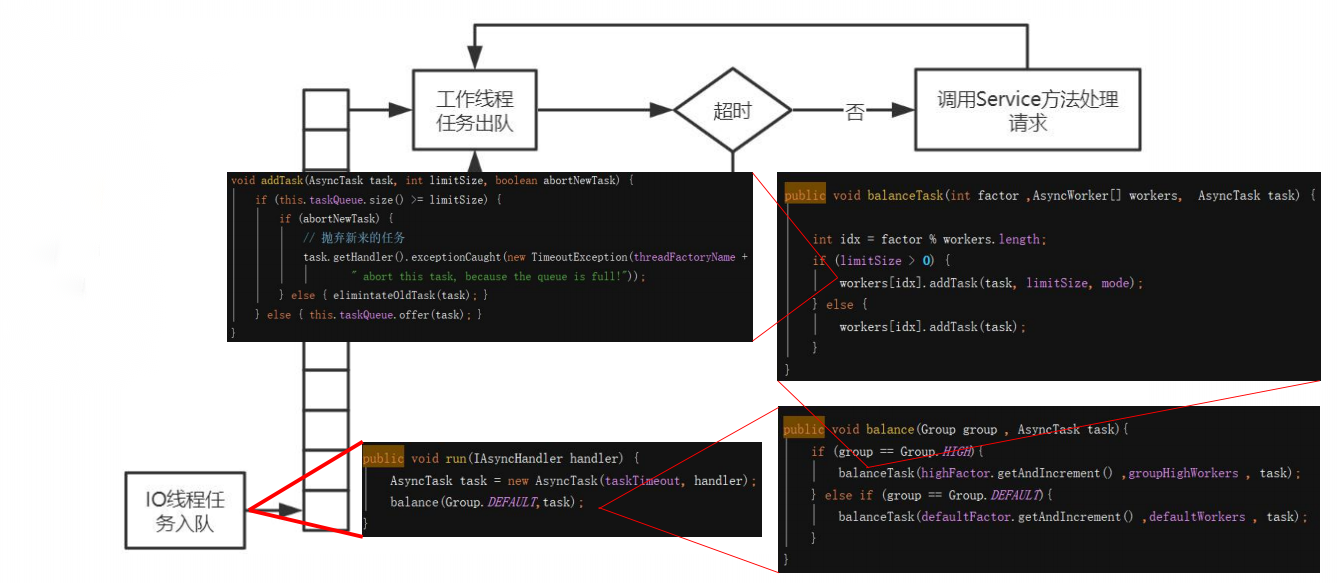 工作线程
任务出队
超时
否
调用Service方法处理
请求
void addTask(AsyncTask task, int limitSize, boolean abortNewTask) {
if (this.taskQueue.size() >= limitSize) {
if (abortNewTask) {
// 抛弃新来的任务
task.getHandler().exceptionCaught(new TimeoutException(threadFactoryName +
" abort this task, because the queue is full!"));
} else { elimintateOldTask(task); }
} else { this.taskQueue.offer(task); }
}
public void balanceTask(int factor ,AsyncWorker[] workers, AsyncTask task) {
int idx = factor % workers.length;
if (limitSize > 0) {
workers[idx].addTask(task, limitSize, mode);
} else {
workers[idx].addTask(task);
}
}
public void balance(Group group , AsyncTask task){
if (group == Group.HIGH){
balanceTask(highFactor.getAndIncrement() ,groupHighWorkers , task);
} else if (group == Group.DEFAULT){
balanceTask(defaultFactor.getAndIncrement() ,defaultWorkers , task);
}
}
public void run(IAsyncHandler handler) {
AsyncTask task = new AsyncTask(taskTimeout, handler);
balance(Group.DEFAULT,task);
}
IO线程任
务入队